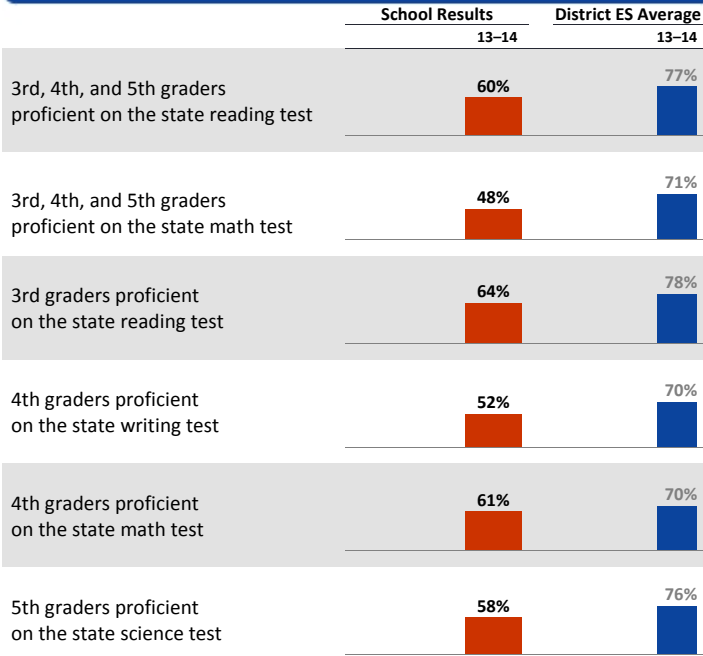 School Results District ES Average
13–14 13–14
3rd, 4th, and 5th graders
proficient on the state reading test
60% 77%
3rd, 4th, and 5th graders
proficient on the state math test
48% 71%
3rd graders proficient
on the state reading test
64% 78%
4th graders proficient
on the state writing test
52% 70%
4th graders proficient
on the state math test
61% 70%
5th graders proficient
on the state science test
58% 76%